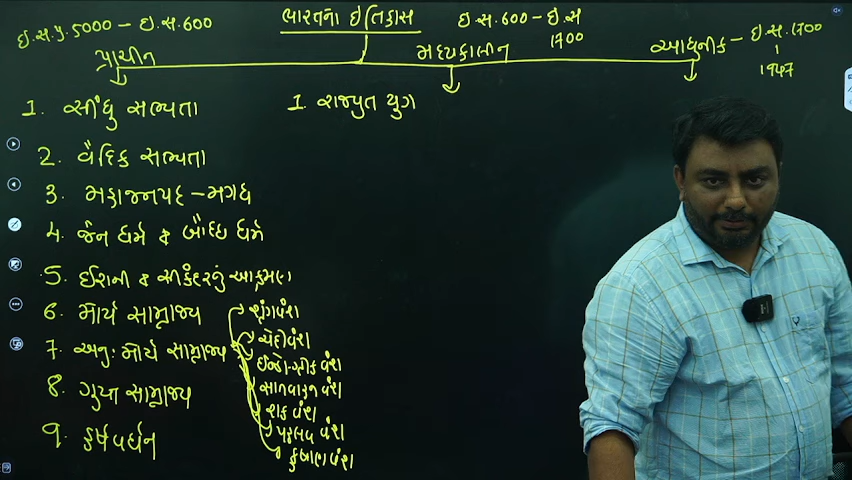 ભારતનો ઇતિહાસ
ઇ.સ.પૂ. 5000 – ઇ.સ. 600
પ્રાચીન
ઇ.સ. 600 – ઇ.સ
1700
મધ્યકાલીન
આધુનીક – ઇ.સ. 1700
1947
1. સીંધુ સભ્યતા
2. વૈદિક સભ્યતા
3. મહાજનપદ – મગધ
4. જૈન ધર્મ & બૌદ્ધ ધર્મ
5. ઈરાની & સીકંદરનું આક્રમણ
6. મૌર્ય સામ્રાજ્ય
7. અનુ: મૌર્ય સામ્રાજ્ય
શૃંગવંશ
ચેદીવંશ
ઇન્ડો-ગ્રીક વંશ
સાતવાહન વંશ
શક વંશ
પહલવ વંશ
કુષાણ વંશ
8. ગુપ્ત સામ્રાજ્ય
9. હર્ષવર્ધન
1. રાજપુત યુગ